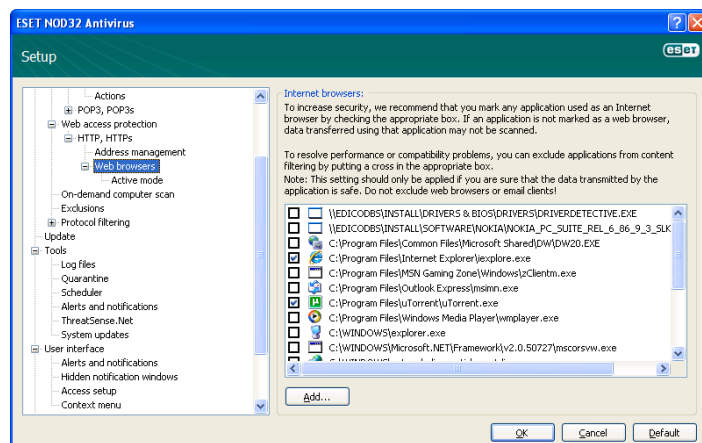 ESET NOD32 Antivirus
Setup
eset
Actions
POP3, POP3s
Web access protection
HTTP, HTTPs
Address management
Web browsers
Active mode
On-demand computer scan
Exclusions
Protocol filtering
Update
Tools
Log files
Quarantine
Scheduler
Alerts and notifications
ThreatSense.Net
System updates
User interface
Alerts and notifications
Hidden notification windows
Access setup
Context menu
Internet browsers:
To increase security, we recommend that you mark any application used as an Internet
browser by checking the appropriate box. If an application is not marked as a web browser,
data transferred using that application may not be scanned.
To resolve performance or compatibility problems, you can exclude applications from content
filtering by putting a cross in the appropriate box.
Note: This setting should only be applied if you are sure that the data transmitted by the
application is safe. Do not exclude web browsers or email clients!
\\EDICODBS\INSTALL\DRIVERS & BIOS\DRIVERS\DRIVERDETECTIVE.EXE
\\EDICODBS\INSTALL\SOFTWARE\NOKIA\NOKIA_PC_SUITE_REL_6_86_9_3_SLK
C:\Program Files\Common Files\Microsoft Shared\DW\DW20.EXE
C:\Program Files\Internet Explorer\iexplore.exe
C:\Program Files\MSN Gaming Zone\Windows\zClientm.exe
C:\Program Files\Outlook Express\msimn.exe
C:\Program Files\uTorrent\uTorrent.exe
C:\Program Files\Windows Media Player\wmplayer.exe
C:\WINDOWS\explorer.exe
C:\WINDOWS\Microsoft.NET\Framework\v2.0.50727\mscorsvw.exe
Add...
OK
Cancel
Default